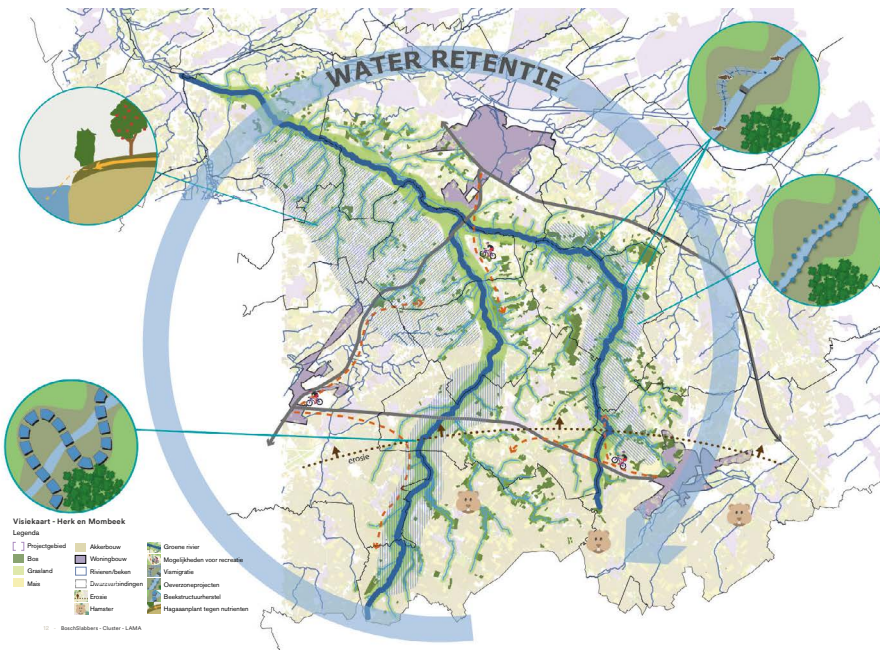 WATER RETENTIE
erosie
Visiekaart - Herk en Mombeek
Legenda
Projectgebied
Bos
Grasland
Mais
Akkerbouw
Woningbouw
Rivieren/beken
Dwarsverbindingen
Erosie
Hamster
Groene rivier
Mogelijkheden voor recreatie
Vismigratie
Oeverzoneprojecten
Beekstructuurherstel
Hagaanplant tegen nutrienten
12 BoschSlabbers - Cluster - LAMA